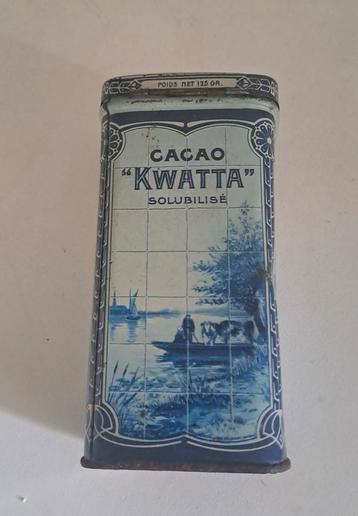 POIDS NET 125 GR.
CACAO
"KWATTA"
SOLUBILISÉ